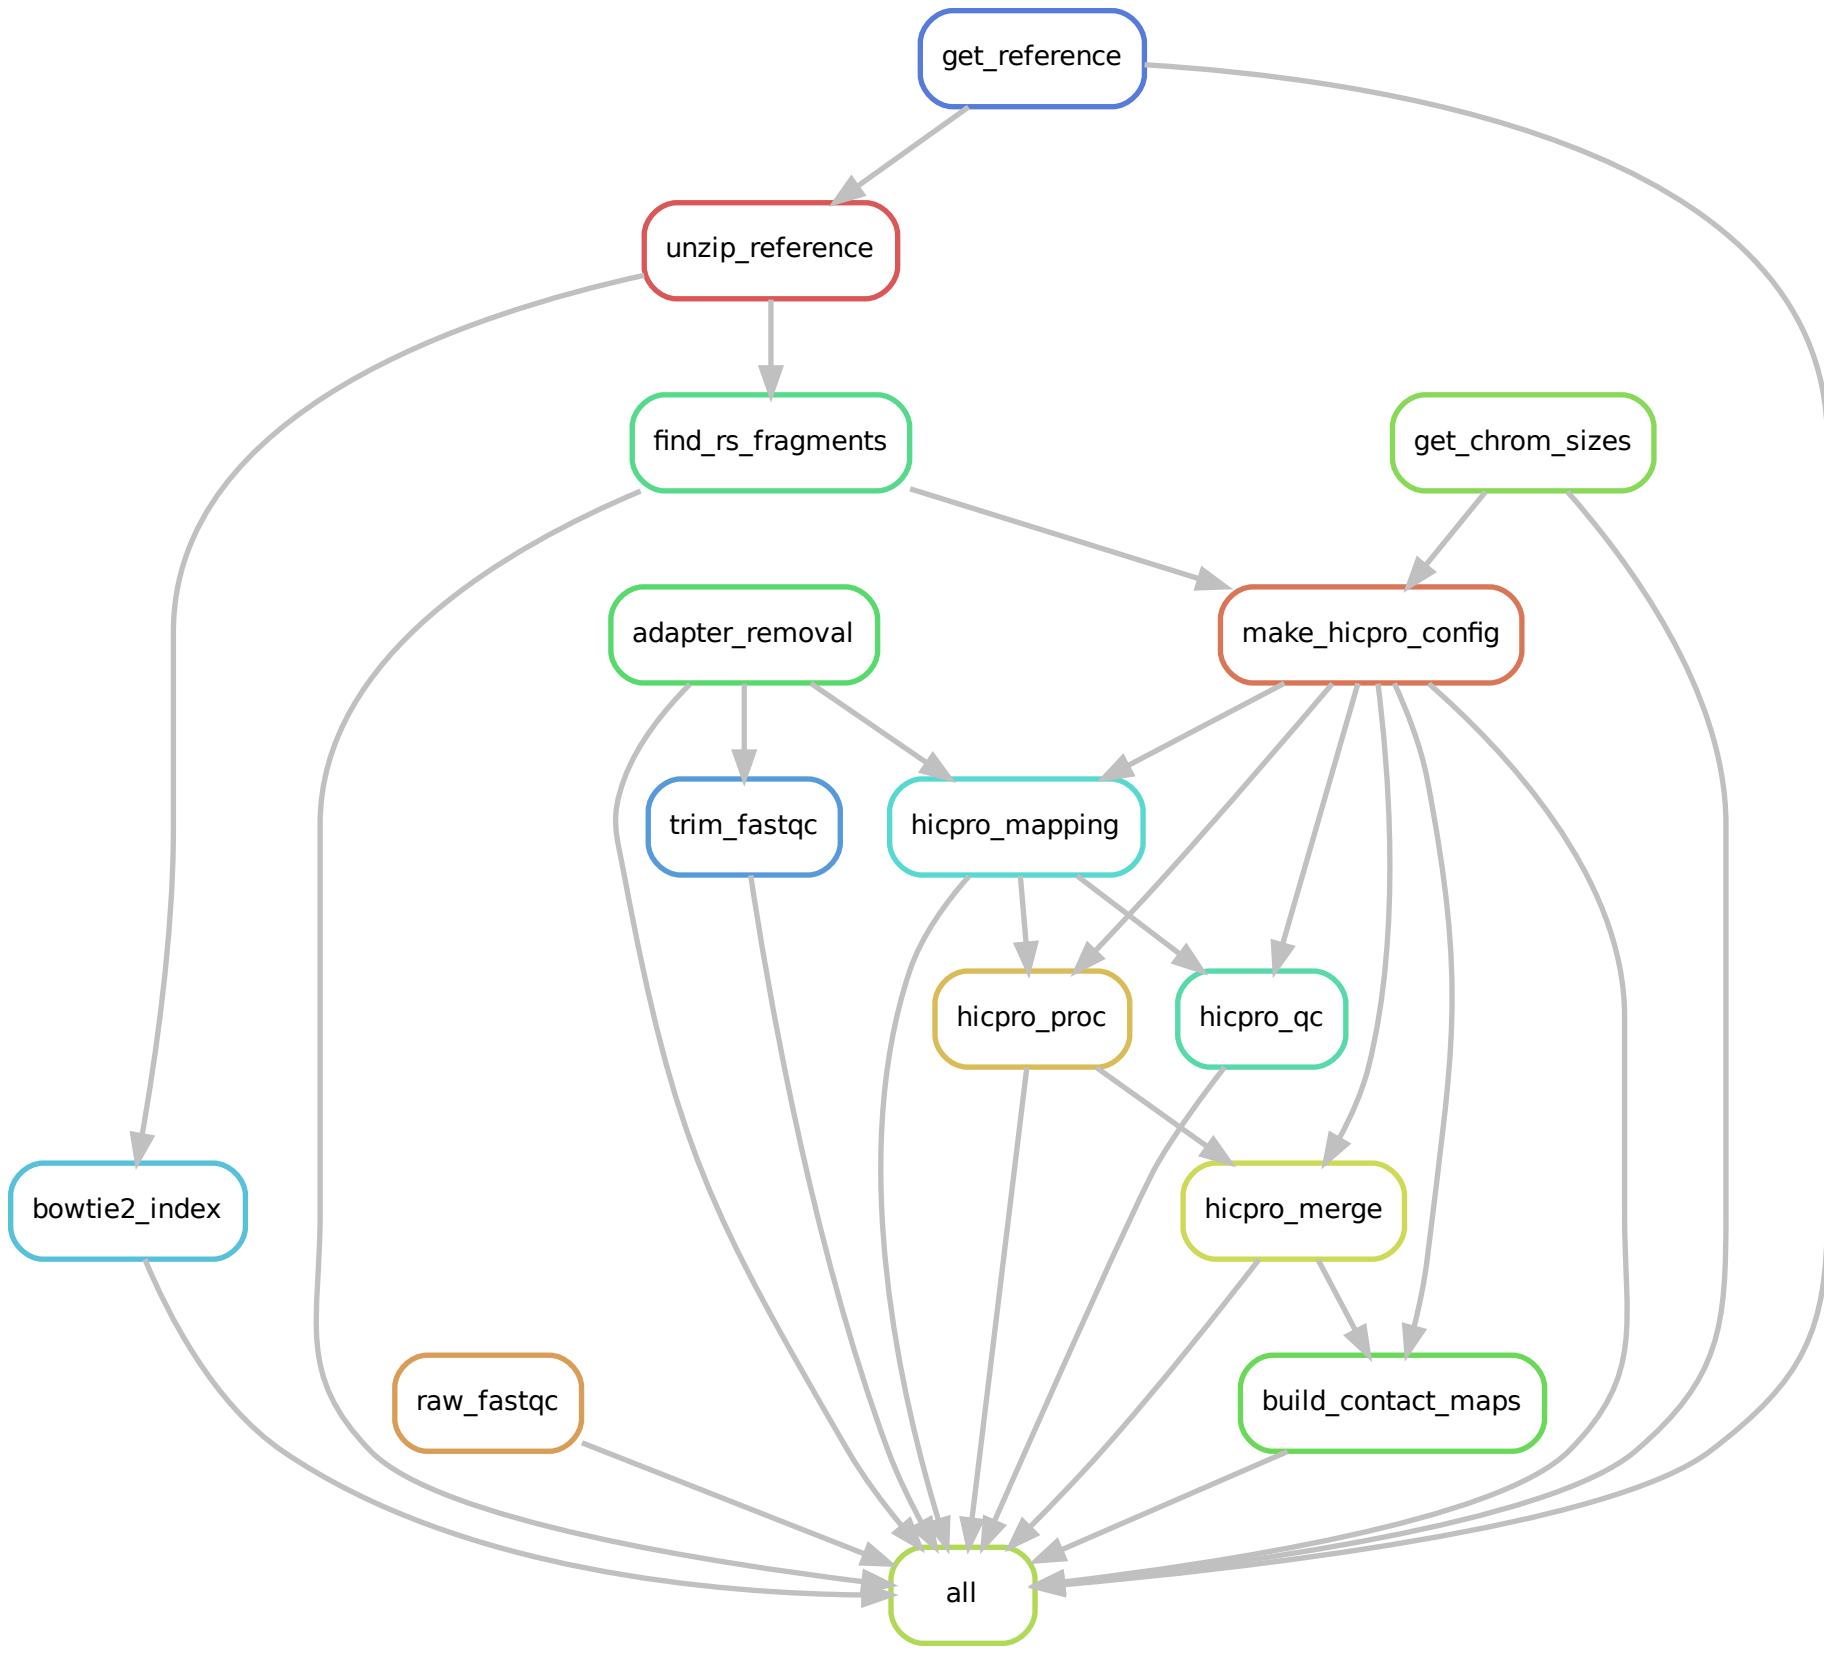 get_reference
unzip_reference
find_rs_fragments
get_chrom_sizes
adapter_removal
make_hicpro_config
trim_fastqc
hicpro_mapping
hicpro_proc
hicpro_qc
bowtie2_index
hicpro_merge
raw_fastqc
build_contact_maps
all